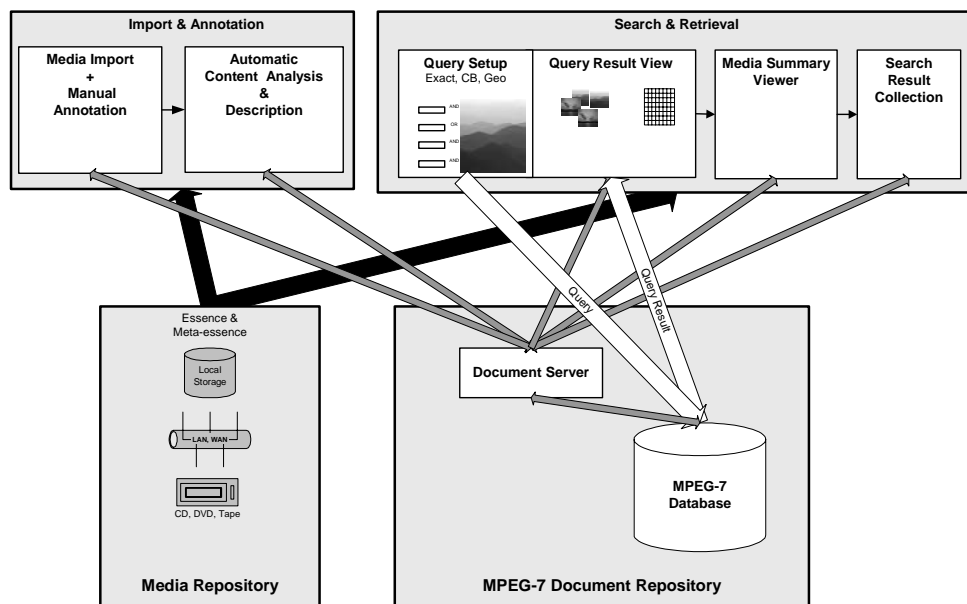 Import & Annotation
Media Import
+
Manual
Annotation
Automatic
Content Analysis
&
Description
Search & Retrieval
Query Setup
Exact, CB, Geo
AND
OR
AND
AND
Query Result View
Media Summary
Viewer
Search
Result
Collection
Query
Query Result
Essence &
Meta-essence
Local
Storage
LAN, WAN
CD, DVD, Tape
Media Repository
Document Server
MPEG-7
Database
MPEG-7 Document Repository